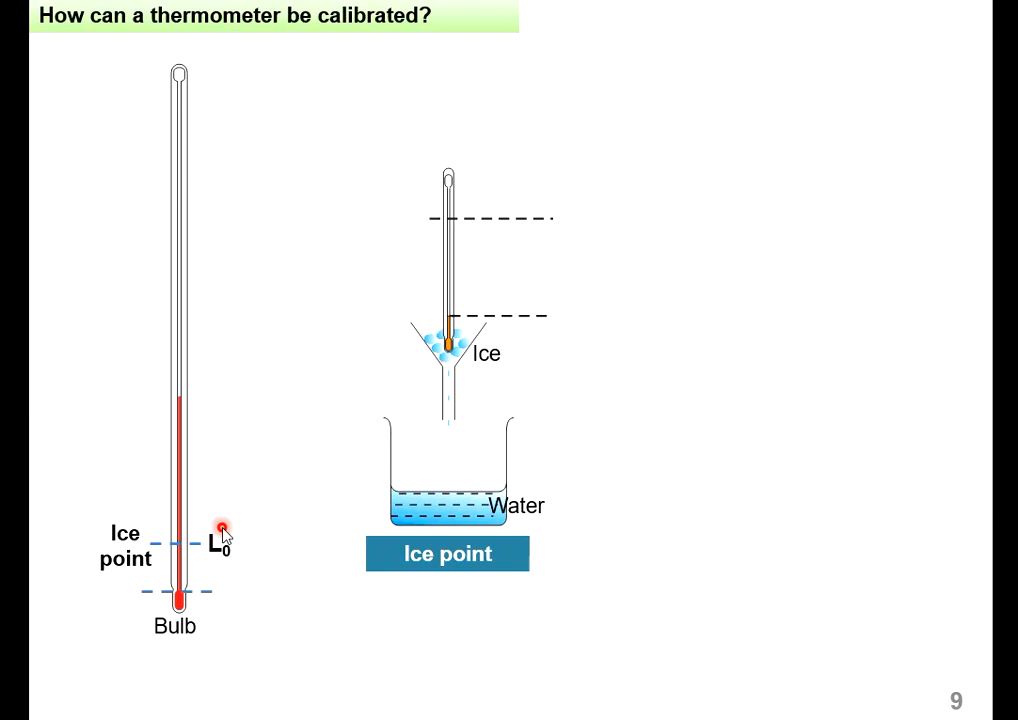 How can a thermometer be calibrated?
Ice
Water
Ice point
Ice
point
L0
Bulb
9